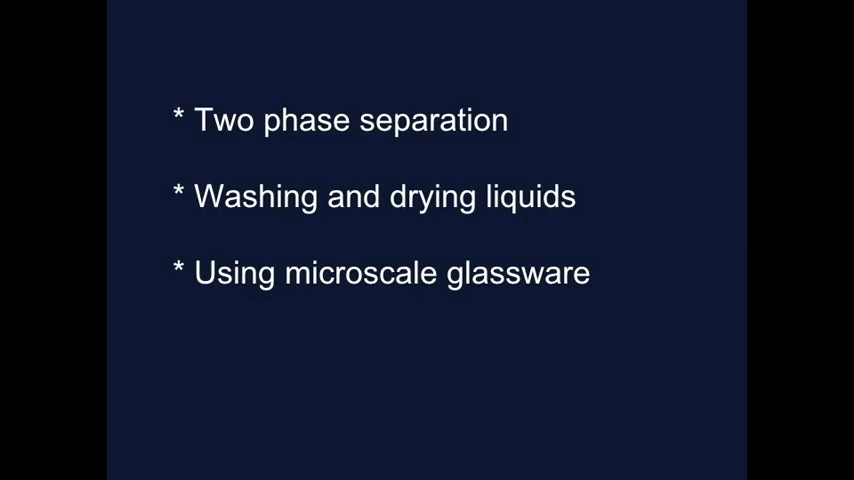 * Two phase separation
* Washing and drying liquids
* Using microscale glassware